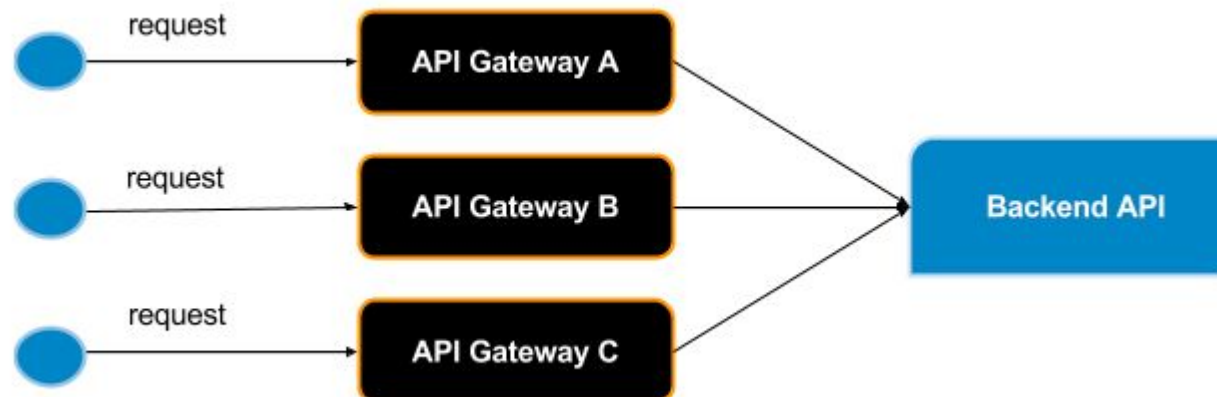 request
API Gateway A
request
API Gateway B
Backend API
request
API Gateway C